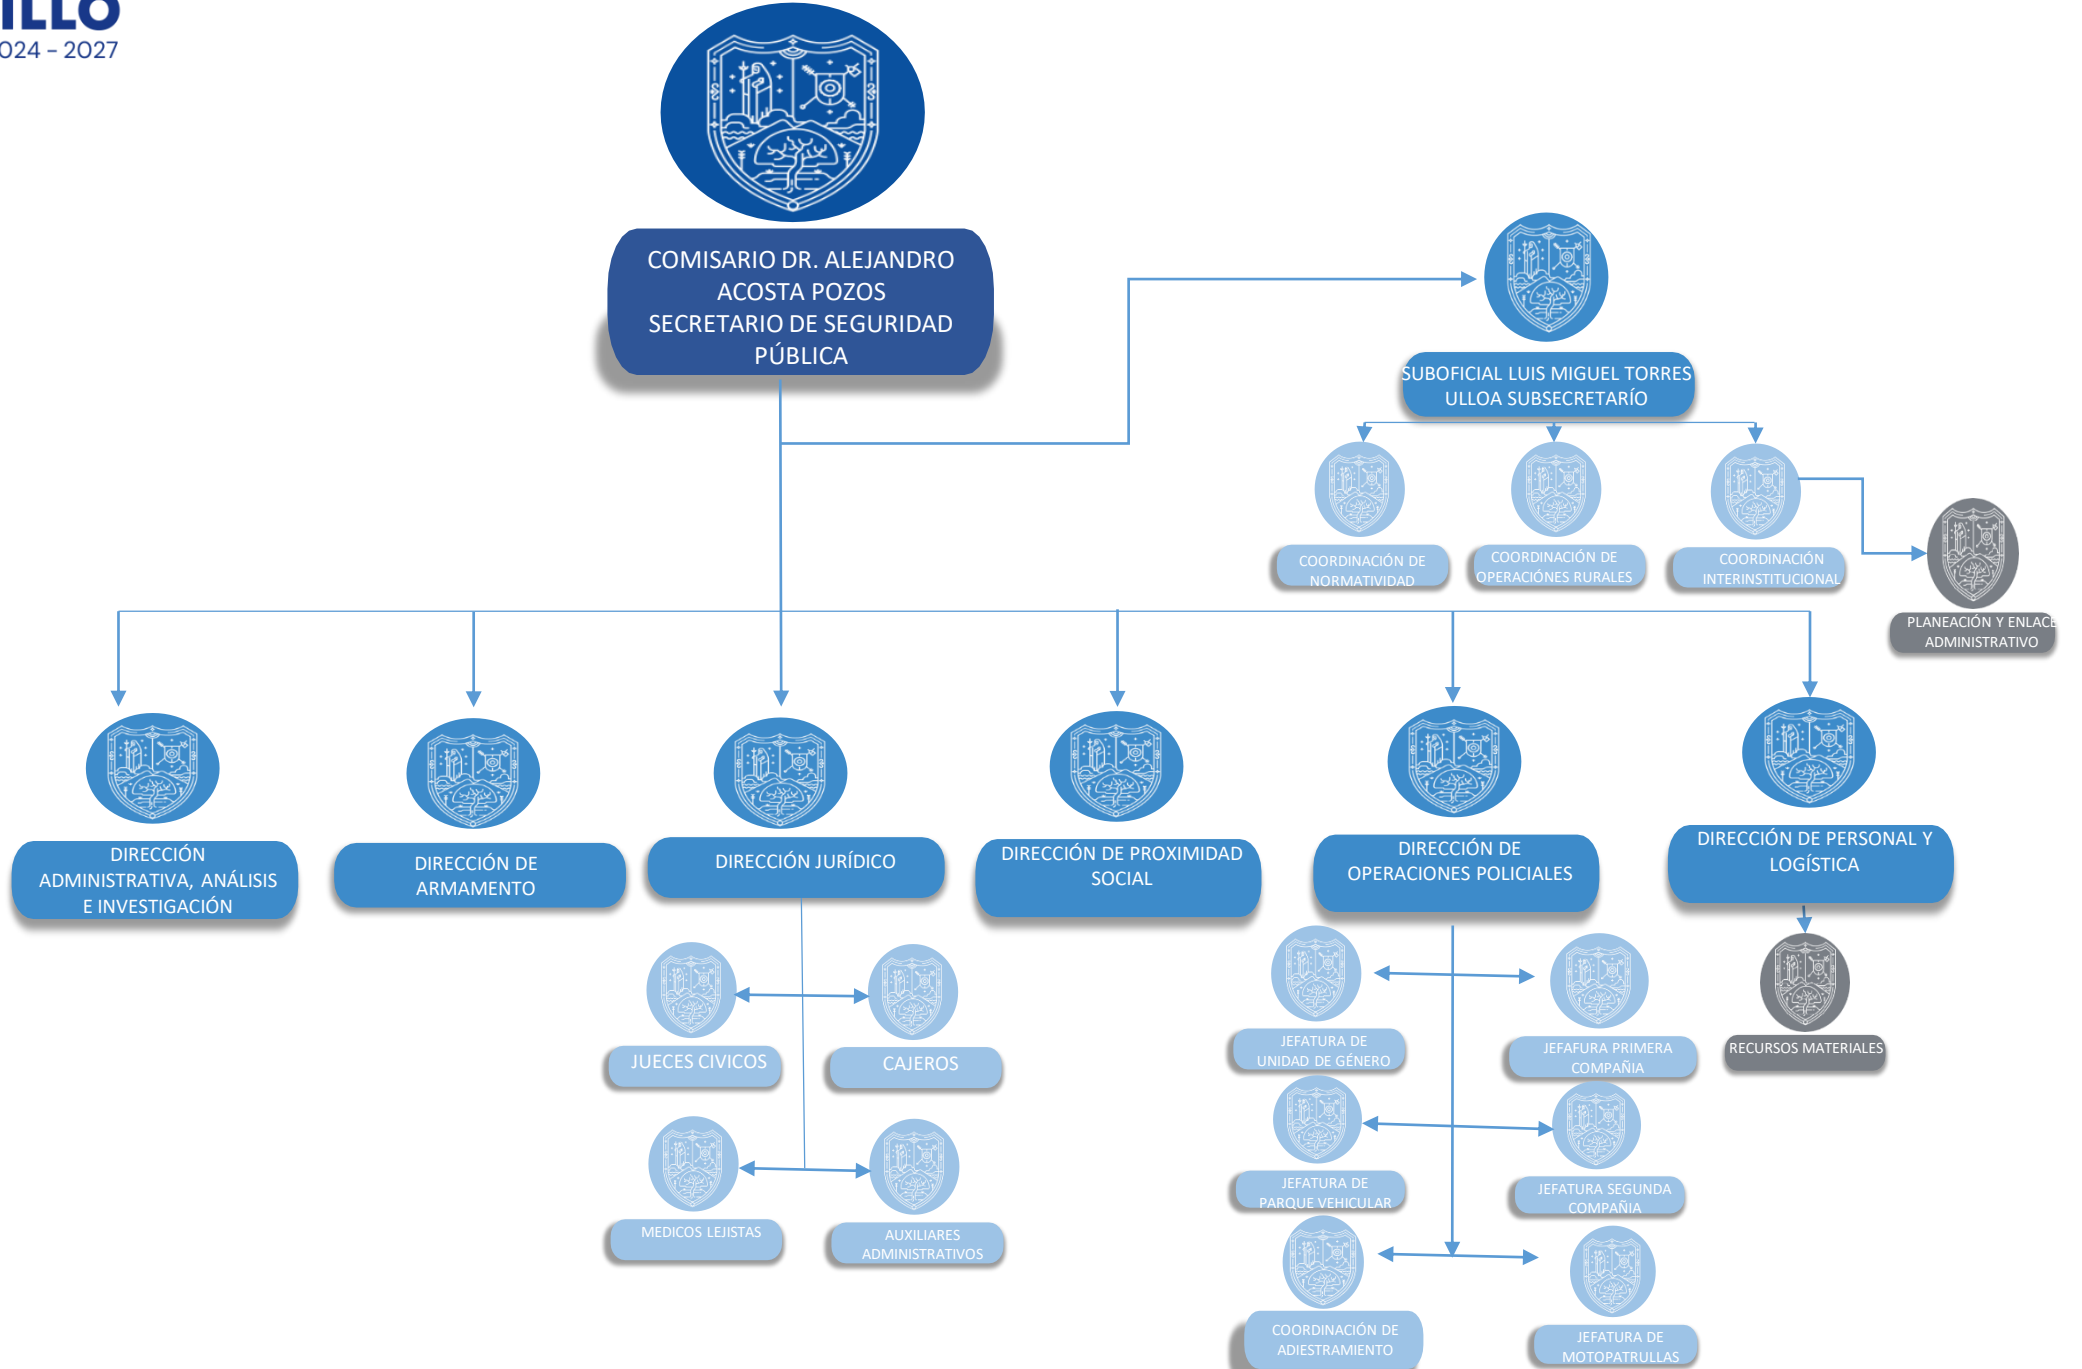 ILLO
024 – 2027
COMISARIO DR. ALEJANDRO
ACOSTA POZOS
SECRETARIO DE SEGURIDAD
PÚBLICA
SUBOFICIAL LUIS MIGUEL TORRES
ULLOA SUBSECRETARÍO
COORDINACIÓN DE
NORMATIVIDAD
COORDINACIÓN DE
OPERACIÓNES RURALES
COORDINACIÓN
INTERINSTITUCIONAL
PLANEACIÓN Y ENLACE
ADMINISTRATIVO
DIRECCIÓN
ADMINISTRATIVA, ANÁLISIS
E INVESTIGACIÓN
DIRECCIÓN DE
ARMAMENTO
DIRECCIÓN JURÍDICO
DIRECCIÓN DE PROXIMIDAD
SOCIAL
DIRECCIÓN DE
OPERACIONES POLICIALES
DIRECCIÓN DE PERSONAL Y
LOGÍSTICA
JUECES CIVICOS
CAJEROS
MEDICOS LEJISTAS
AUXILIARES
ADMINISTRATIVOS
JEFATURA DE
UNIDAD DE GÉNERO
JEFAFURA PRIMERA
COMPAÑIA
RECURSOS MATERIALES
JEFATURA DE
PARQUE VEHICULAR
JEFATURA SEGUNDA
COMPAÑIA
COORDINACIÓN DE
ADIESTRAMIENTO
JEFATURA DE
MOTOPATRULLAS